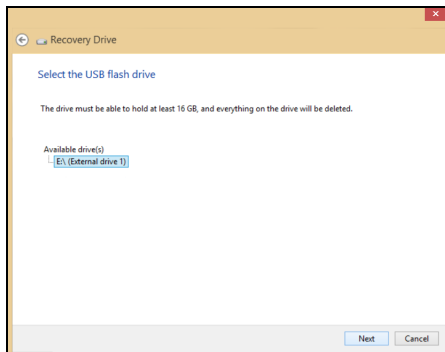 Recovery Drive
Select the USB flash drive
The drive must be able to hold at least 16 GB, and everything on the drive will be deleted.
Available drive(s)
E:\ (External drive 1)
Next Cancel